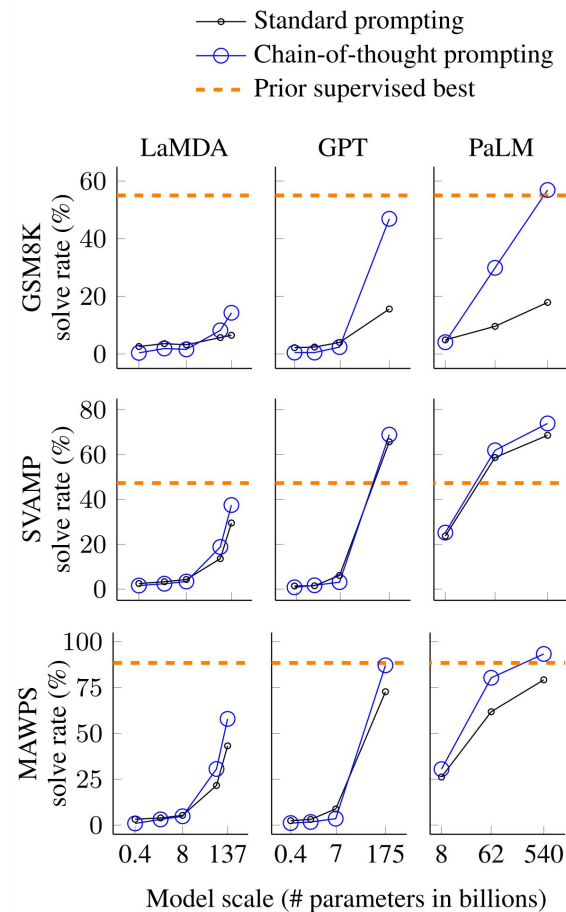 Standard prompting
Chain-of-thought prompting
Prior supervised best
LaMDA GPT PaLM
GSM8K
solve rate (%)
60
40
20
0
SVAMP
solve rate (%)
80
60
40
20
0
MAWPS
solve rate (%)
100
75
50
25
0
0.4 8 137 0.4 7 175 8 62 540
Model scale (# parameters in billions)